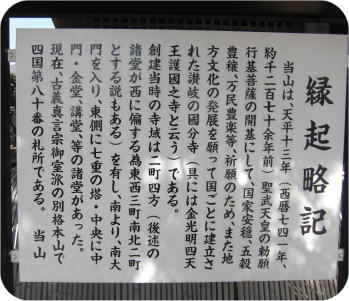 縁起略記
当山は、天平十三年（西暦七四一年、
約千二百七十余年前）聖武天皇の勅願
行基菩薩の開基にして、国家安穏、五穀
豊穣、万民豊楽等、祈願のため、また地
方文化の発展を願って国ごとに建立さ
れた讃岐の國分寺（具には金光明四天
王護國之寺と云う）である。
創建当時の寺域は二町四方（後述の
諸堂が西に偏する為東西三町南北二町
とする説もある）を有し、南より、南大
門を入り、東側に七重の塔・中央に中
門・金堂、講堂、等の諸堂があった。
現在、古義真言宗御室派の別格本山で
四国第八十番の札所である。　当山